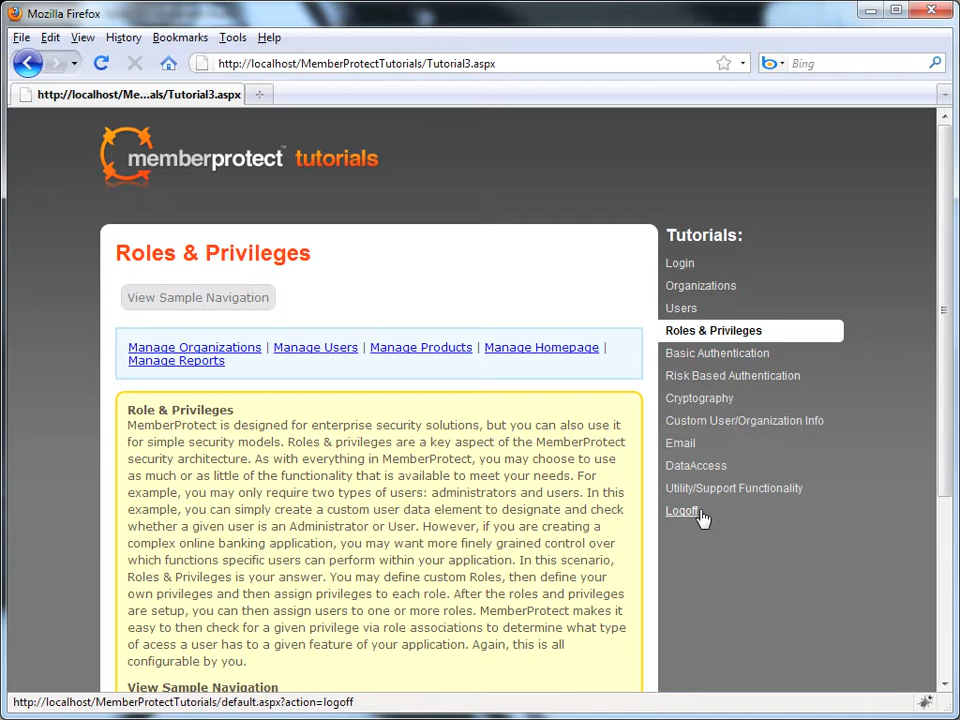 Mozilla Firefox
File Edit View History Bookmarks Tools Help
http://localhost/MemberProtectTutorials/Tutorial3.aspx
Bing
http://localhost/Me...als/Tutorial3.aspx
memberprotect™ tutorials
Roles & Privileges
View Sample Navigation
Manage Organizations | Manage Users | Manage Products | Manage Homepage |
Manage Reports
Role & Privileges
MemberProtect is designed for enterprise security solutions, but you can also use it
for simple security models. Roles & privileges are a key aspect of the MemberProtect
security architecture. As with everything in MemberProtect, you may choose to use
as much or as little of the functionality that is available to meet your needs. For
example, you may only require two types of users: administrators and users. In this
example, you can simply create a custom user data element to designate and check
whether a given user is an Administrator or User. However, if you are creating a
complex online banking application, you may want more finely grained control over
which functions specific users can perform within your application. In this scenario,
Roles & Privileges is your answer. You may define custom Roles, then define your
own privileges and then assign privileges to each role. After the roles and privileges
are setup, you can then assign users to one or more roles. MemberProtect makes it
easy to then check for a given privilege via role associations to determine what type
of acess a user has to a given feature of your application. Again, this is all
configurable by you.
View Sample Navigation
Tutorials:
Login
Organizations
Users
Roles & Privileges
Basic Authentication
Risk Based Authentication
Cryptography
Custom User/Organization Info
Email
DataAccess
Utility/Support Functionality
Logoff
http://localhost/MemberProtectTutorials/default.aspx?action=logoff